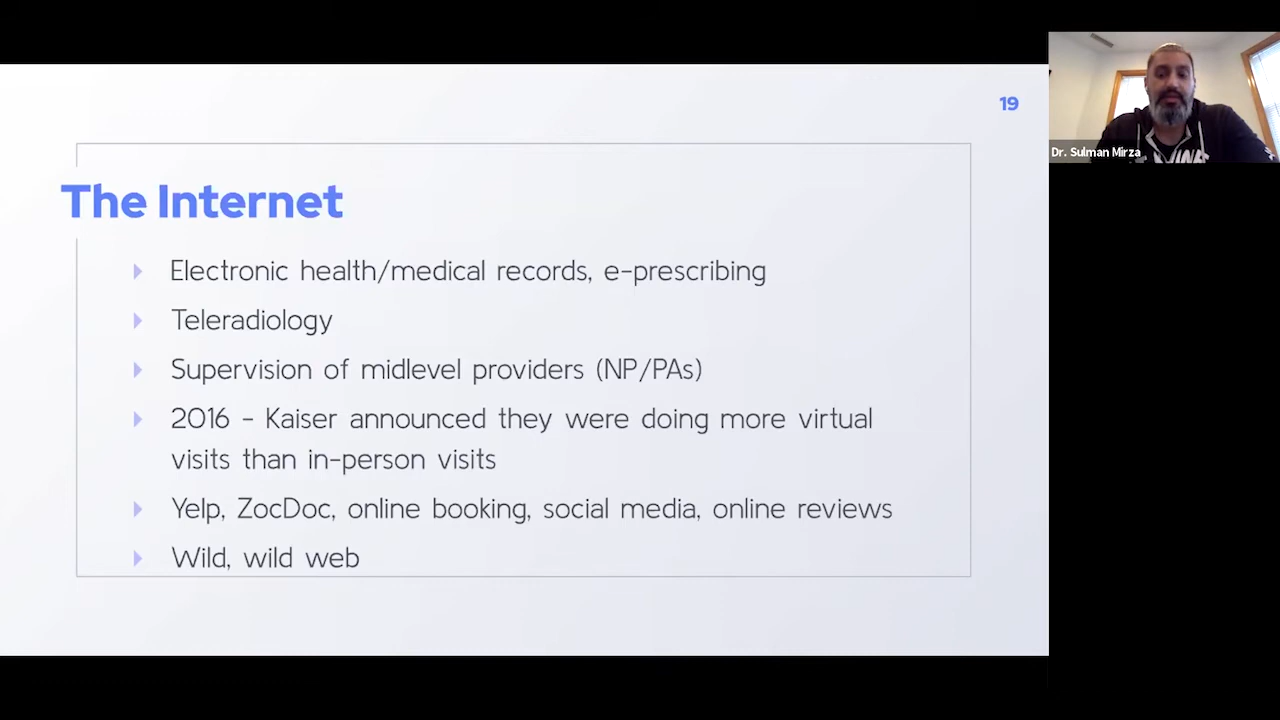 19
Dr. Sulman Mirza
The Internet
Electronic health/medical records, e-prescribing
Teleradiology
Supervision of midlevel providers (NP/PAs)
2016 - Kaiser announced they were doing more virtual
visits than in-person visits
Yelp, ZocDoc, online booking, social media, online reviews
Wild, wild web